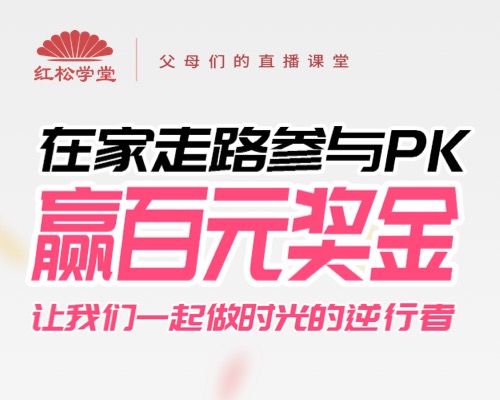 红松学堂
父母们的直播课堂
在家走路参与PK
赢百元奖金
让我们一起做时光的逆行者